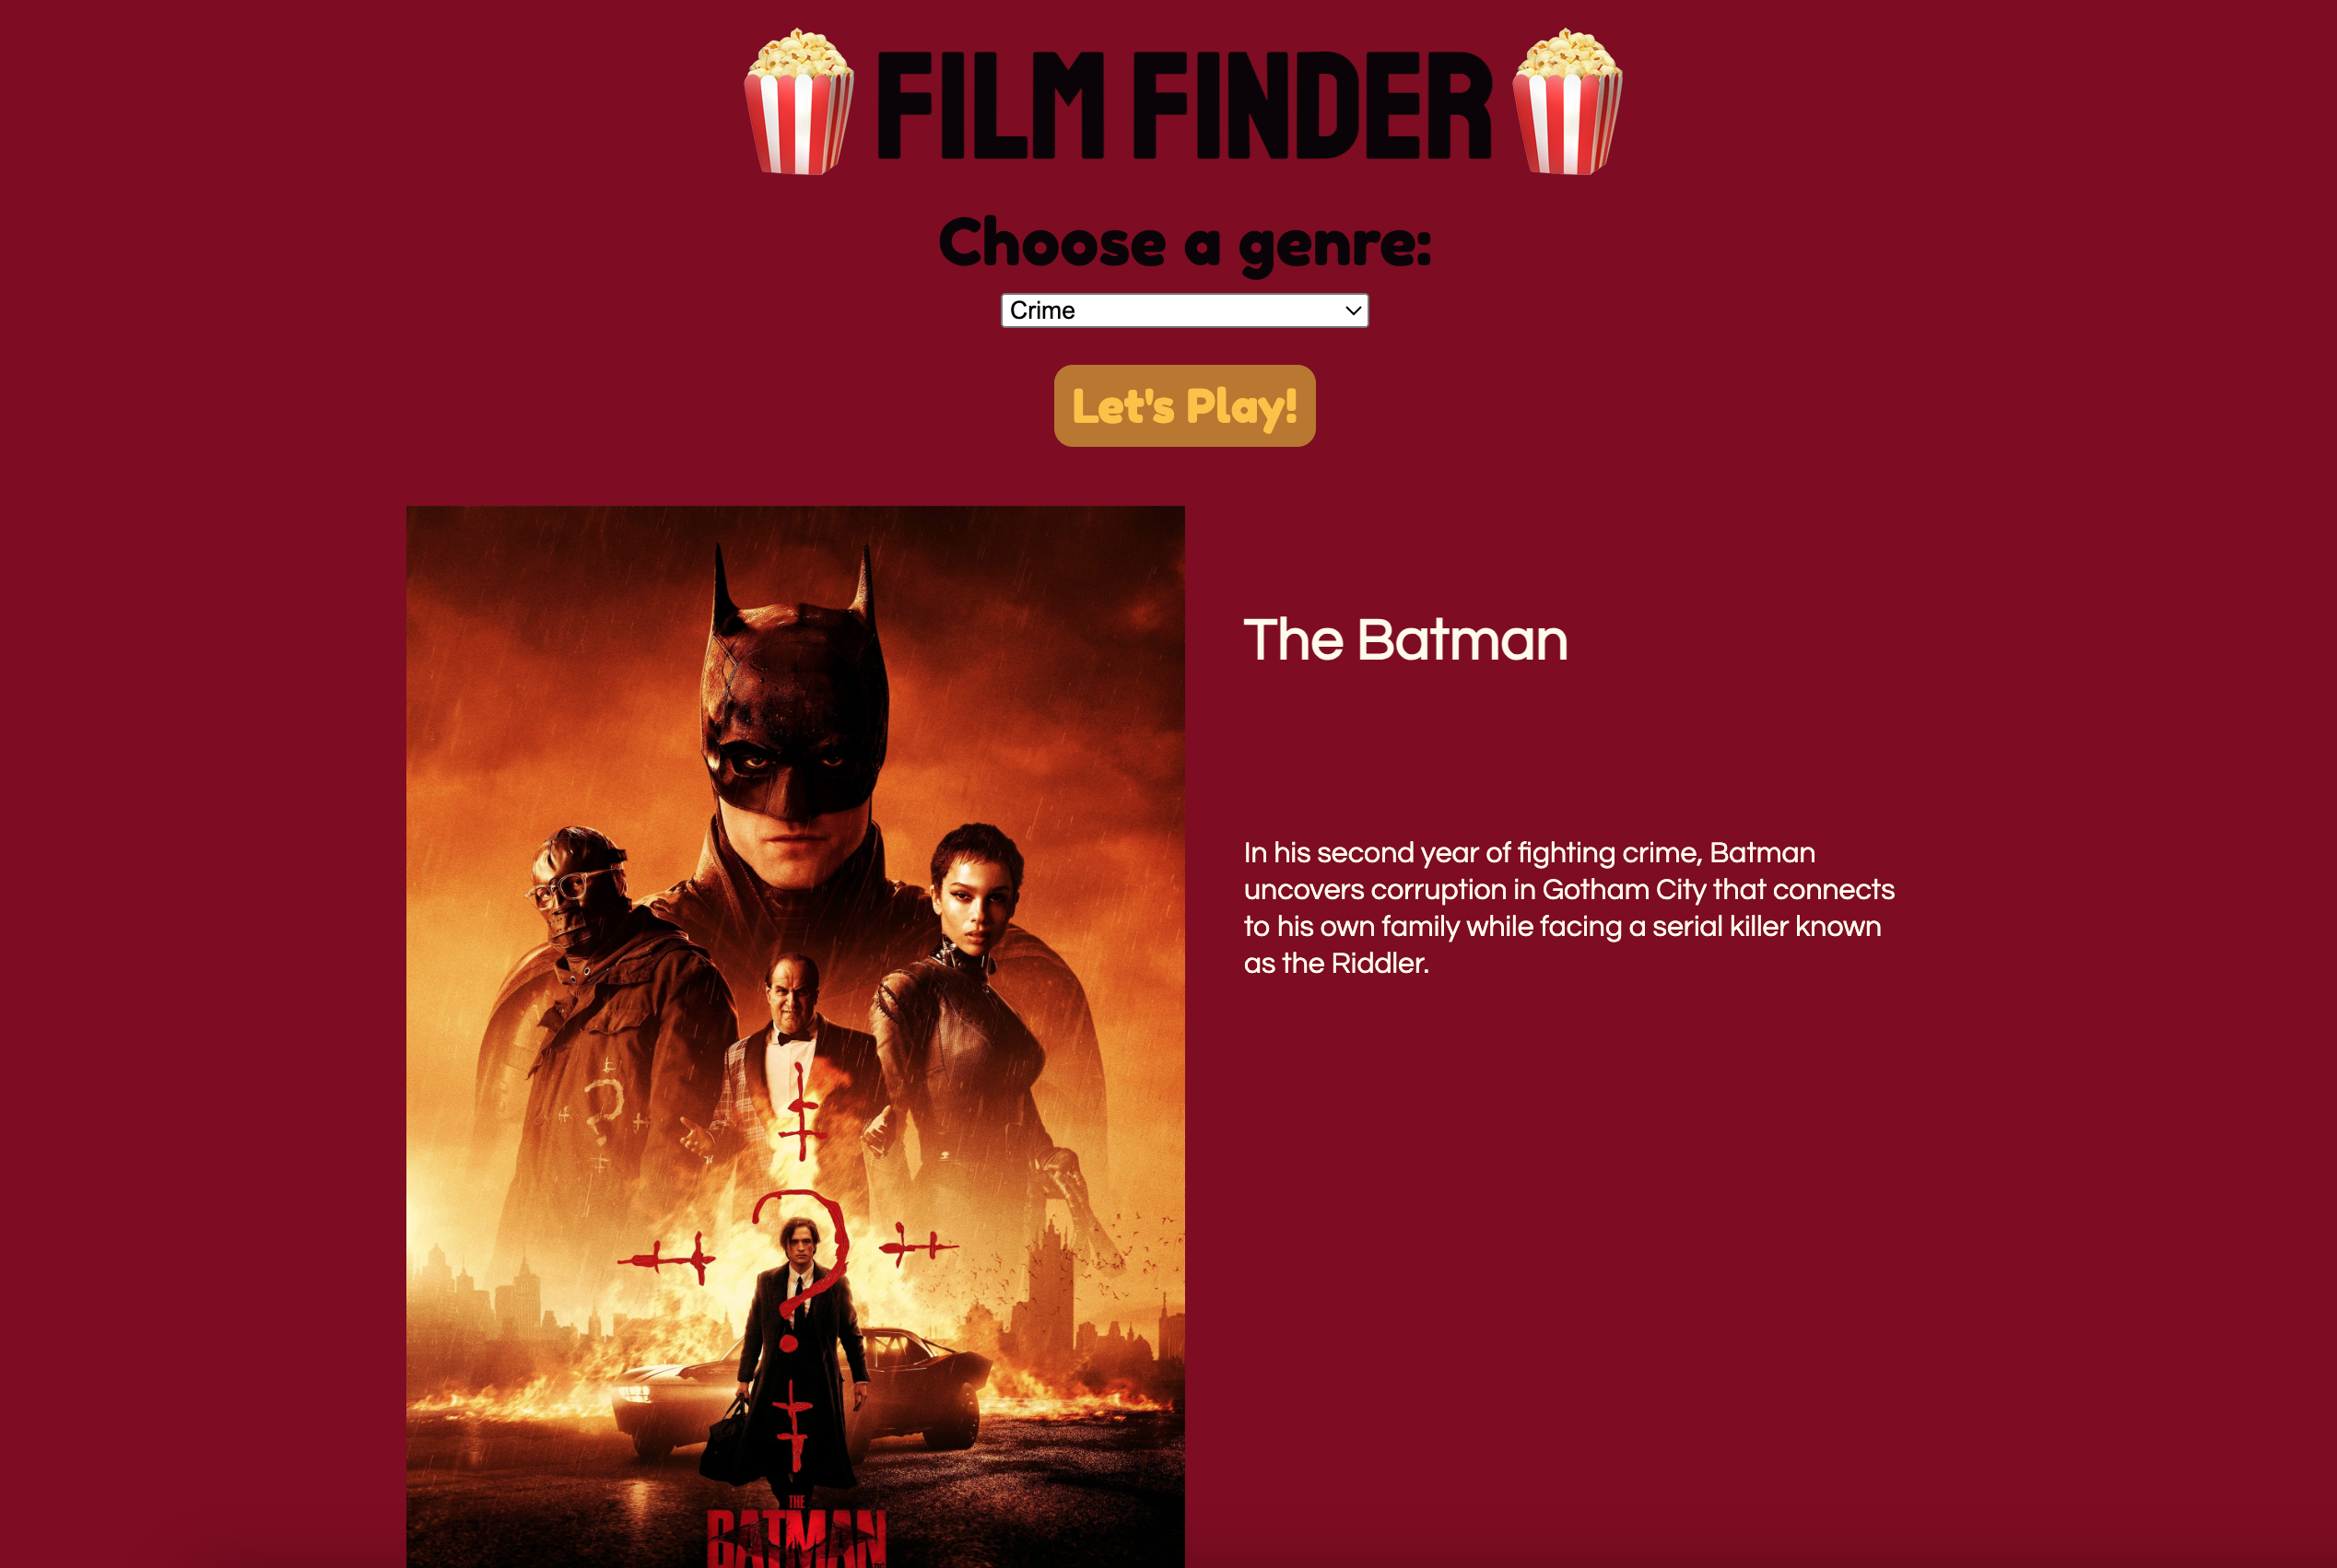 FILM FINDER
Choose a genre:
Crime
Let's Play!
The Batman
In his second year of fighting crime, Batman
uncovers corruption in Gotham City that connects
to his own family while facing a serial killer known
as the Riddler.
?
?
THE
BATMAN